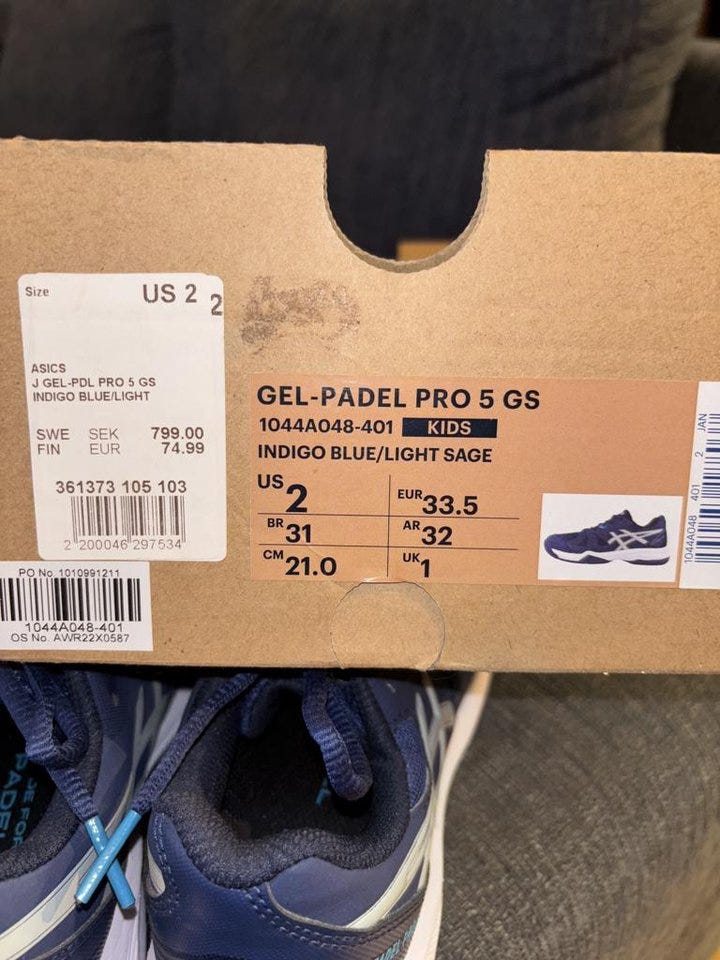 Size
US 2 2
ASICS
J GEL-PDL PRO 5 GS
INDIGO BLUE/LIGHT
SWE SEK 799.00
FIN EUR 74.99
361373 105 103
2 200046 297534
PO No. 1010991211
1044A048-401
OS No. AWR22X0587
GEL-PADEL PRO 5 GS
1044A048-401 KIDS
INDIGO BLUE/LIGHT SAGE
US 2
EUR 33.5
BR 31
AR 32
CM 21.0
UK 1
1044A048 401 2 JAN
PADEL